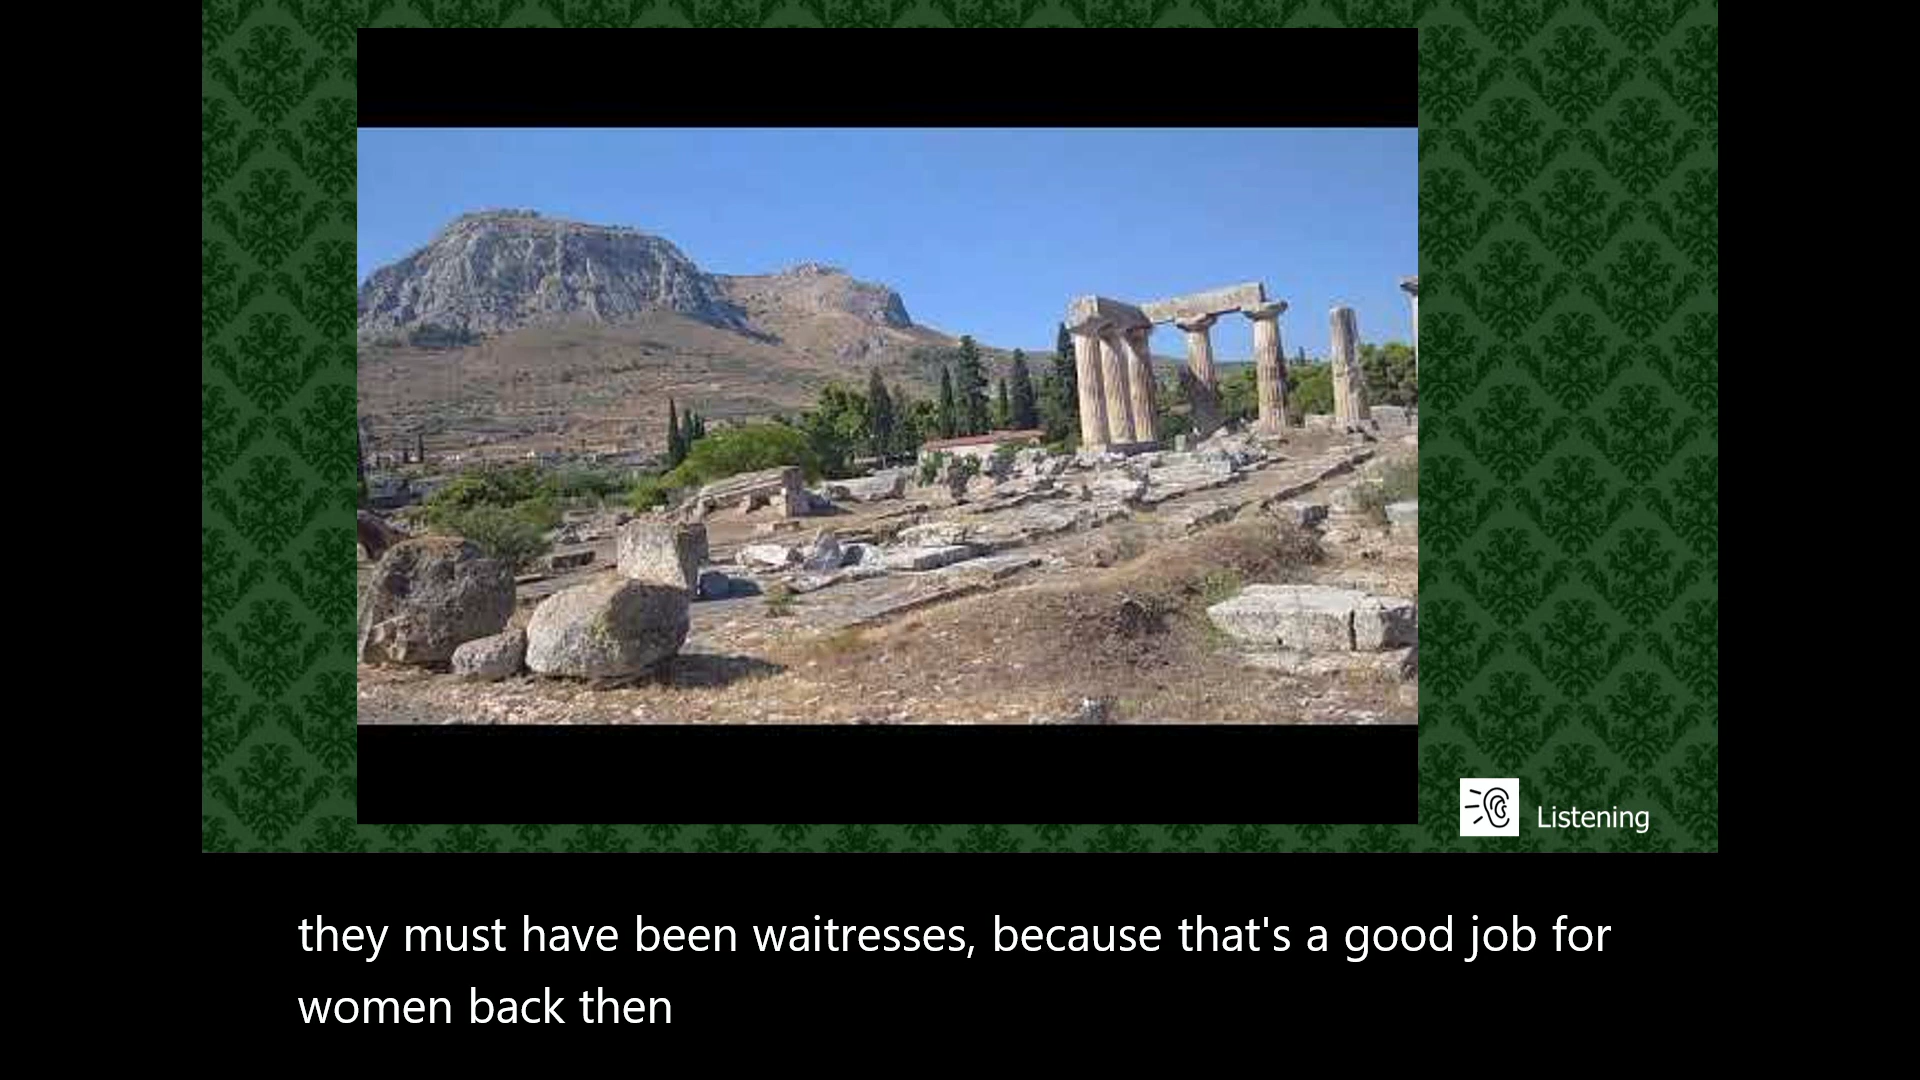 Listening
they must have been waitresses, because that's a good job for
women back then